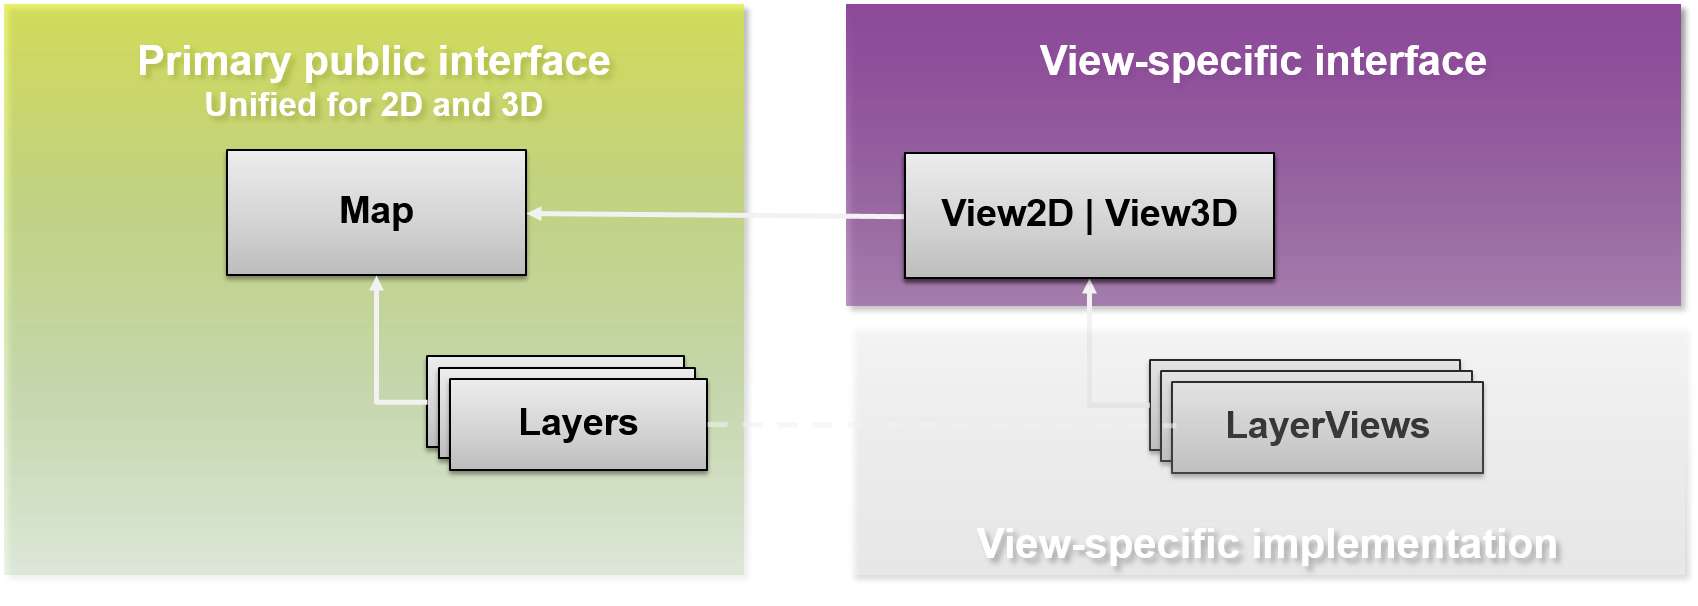 Primary public interface
Unified for 2D and 3D
Map
Layers
View-specific interface
View2D | View3D
LayerViews
View-specific implementation